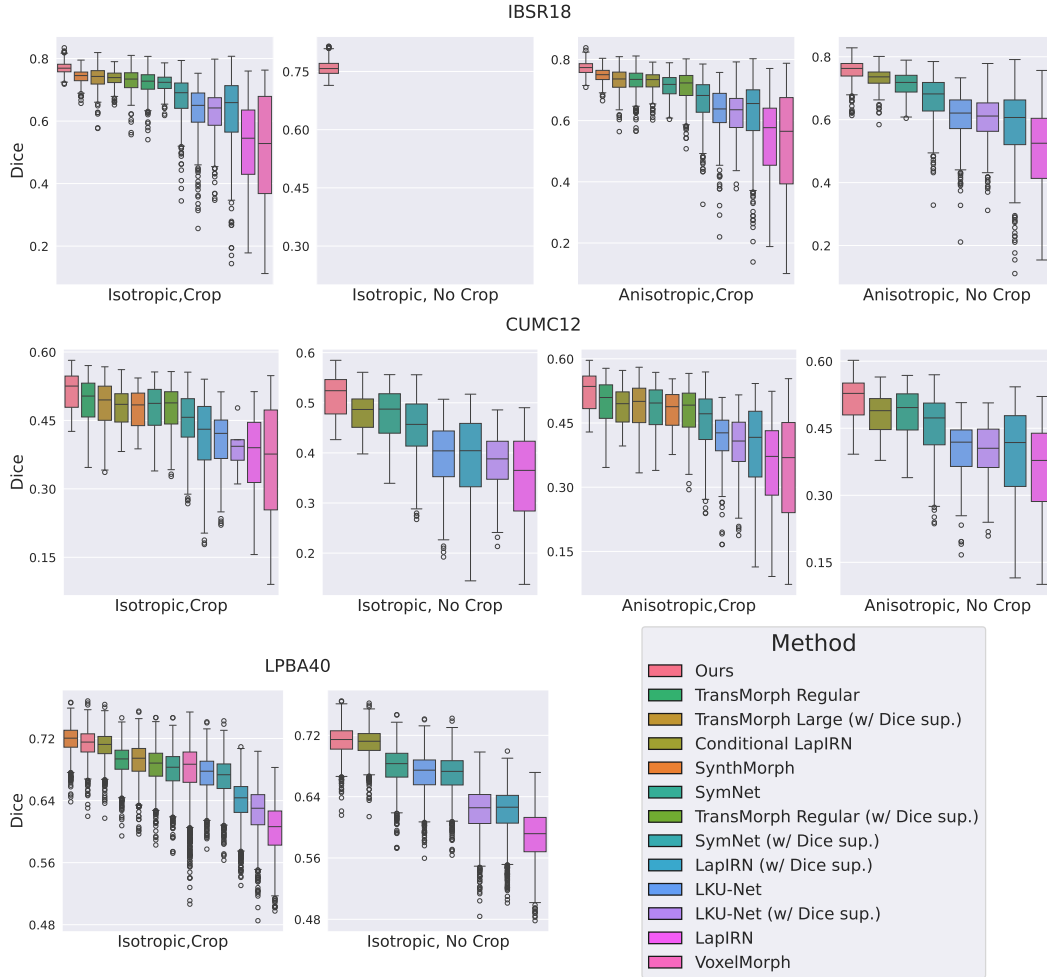 IBSR18
0.8
0.6
0.4
0.2
Dice
Isotropic,Crop
0.75
0.60
0.45
0.30
Isotropic, No Crop
0.8
0.6
0.4
0.2
Anisotropic,Crop
0.8
0.6
0.4
0.2
Anisotropic, No Crop
CUMC12
0.60
0.45
0.30
0.15
Dice
Isotropic,Crop
0.6
0.5
0.4
0.3
0.2
Isotropic, No Crop
0.60
0.45
0.30
0.15
Anisotropic,Crop
0.60
0.45
0.30
0.15
Anisotropic, No Crop
LPBA40
0.72
0.64
0.56
0.48
Dice
Isotropic,Crop
0.72
0.64
0.56
0.48
Isotropic, No Crop
Method
Ours
TransMorph Regular
TransMorph Large (w/ Dice sup.)
Conditional LapIRN
SynthMorph
SymNet
TransMorph Regular (w/ Dice sup.)
SymNet (w/ Dice sup.)
LapIRN (w/ Dice sup.)
LKU-Net
LKU-Net (w/ Dice sup.)
LapIRN
VoxelMorph